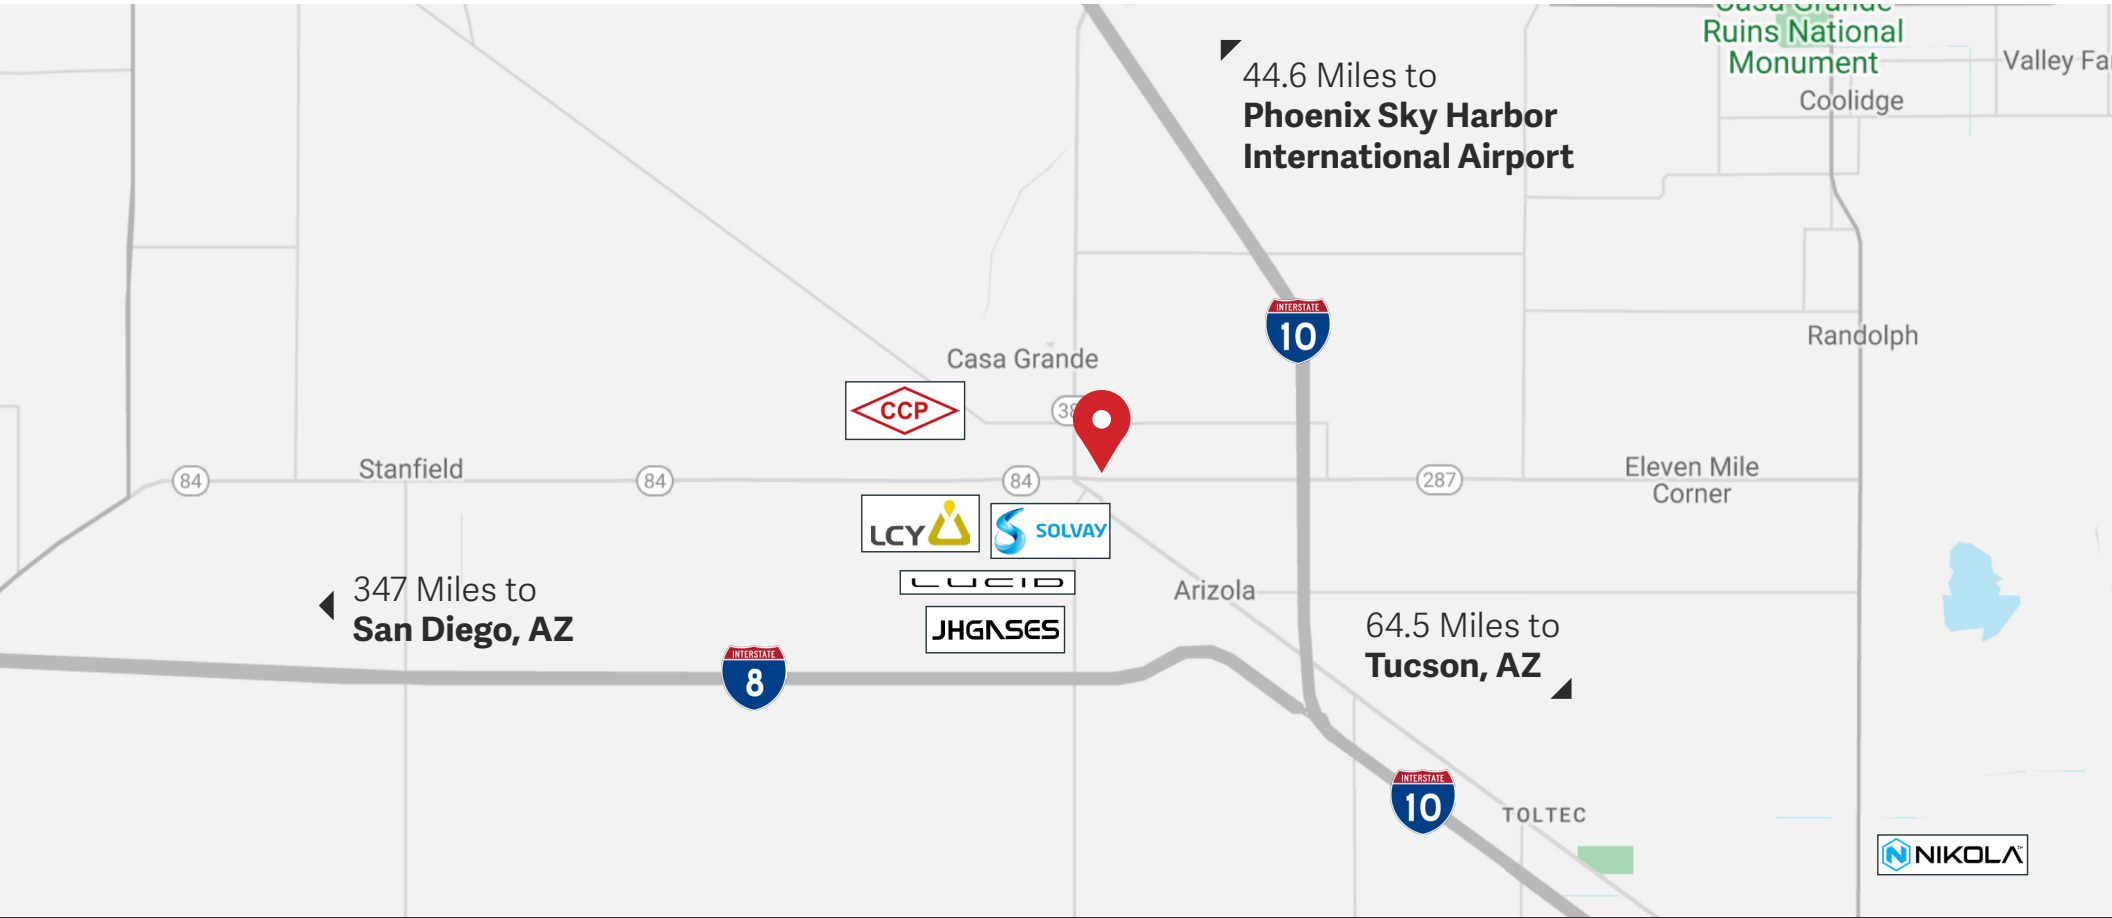 Casa Grande
Ruins National
Monument
Valley Fa
Coolidge
44.6 Miles to
Phoenix Sky Harbor
International Airport
INTERSTATE
10
Randolph
Casa Grande
CCP
38
Stanfield
84
84
84
287
Eleven Mile
Corner
LCY
SOLVAY
LUCID
JHGASES
Arizola
347 Miles to
San Diego, AZ
64.5 Miles to
Tucson, AZ
INTERSTATE
8
INTERSTATE
10
TOLTEC
NIKOLA™